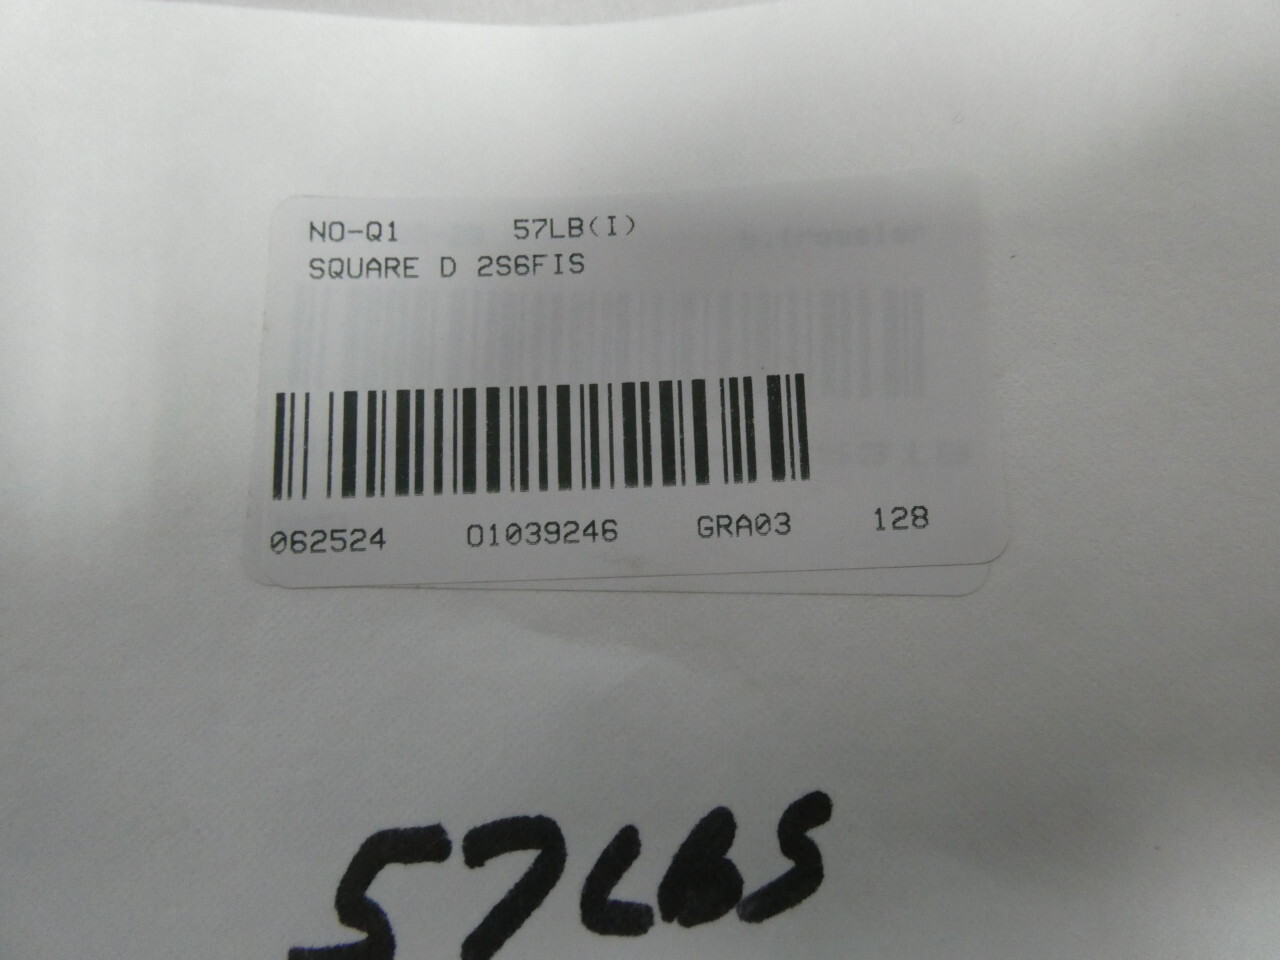 NO-Q1 57LB(I)
SQUARE D 2S6FIS
062524 01039246 GRA03 128
57LBS